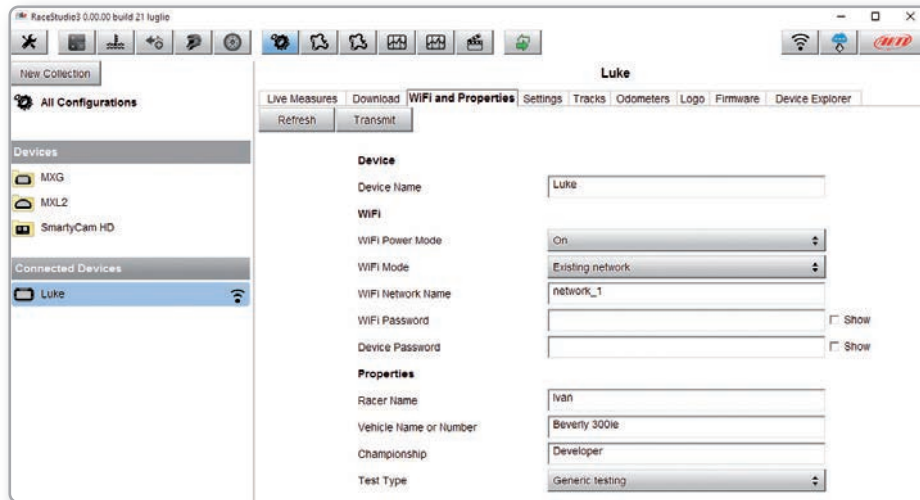 RaceStudio3 0.00.00 build 21 luglio
AiM
New Collection
All Configurations
Devices
MXG
MXL2
SmartyCam HD
Connected Devices
Luke
Luke
Live Measures Download WiFi and Properties Settings Tracks Odometers Logo Firmware Device Explorer
Refresh Transmit
Device
Device Name Luke
WiFi
WiFi Power Mode On
WiFi Mode Existing network
WiFi Network Name network_1
WiFi Password Show
Device Password Show
Properties
Racer Name Ivan
Vehicle Name or Number Beverly 300ie
Championship Developer
Test Type Generic testing